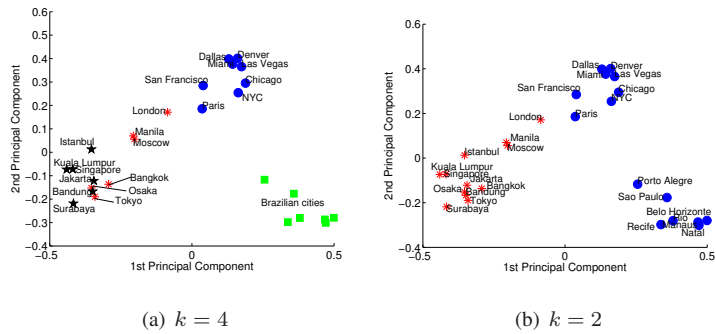 0.6
0.5
0.4
0.3
0.2
0.1
0
−0.1
−0.2
−0.3
−0.4
−0.5
0
0.5
2nd Principal Component
1st Principal Component
Dallas
Denver
Miami
Las Vegas
San Francisco
Chicago
NYC
Paris
London
Manila
Moscow
Istanbul
Kuala Lumpur
Singapore
Jakarta
Bangkok
Bandung
Osaka
Surabaya
Tokyo
Brazilian cities
(a) k = 4
0.6
0.4
0.2
0
−0.2
−0.4
−0.5
0
0.5
2nd Principal Component
1st Principal Component
Dallas
Denver
Miami
Las Vegas
San Francisco
Chicago
NYC
Paris
London
Manila
Moscow
Istanbul
Kuala Lumpur
Singapore
Jakarta
Osaka
Bandung
Bangkok
Tokyo
Surabaya
Porto Alegre
Sao Paulo
Belo Horizonte
Rio
Manaus
Recife
Natal
(b) k = 2